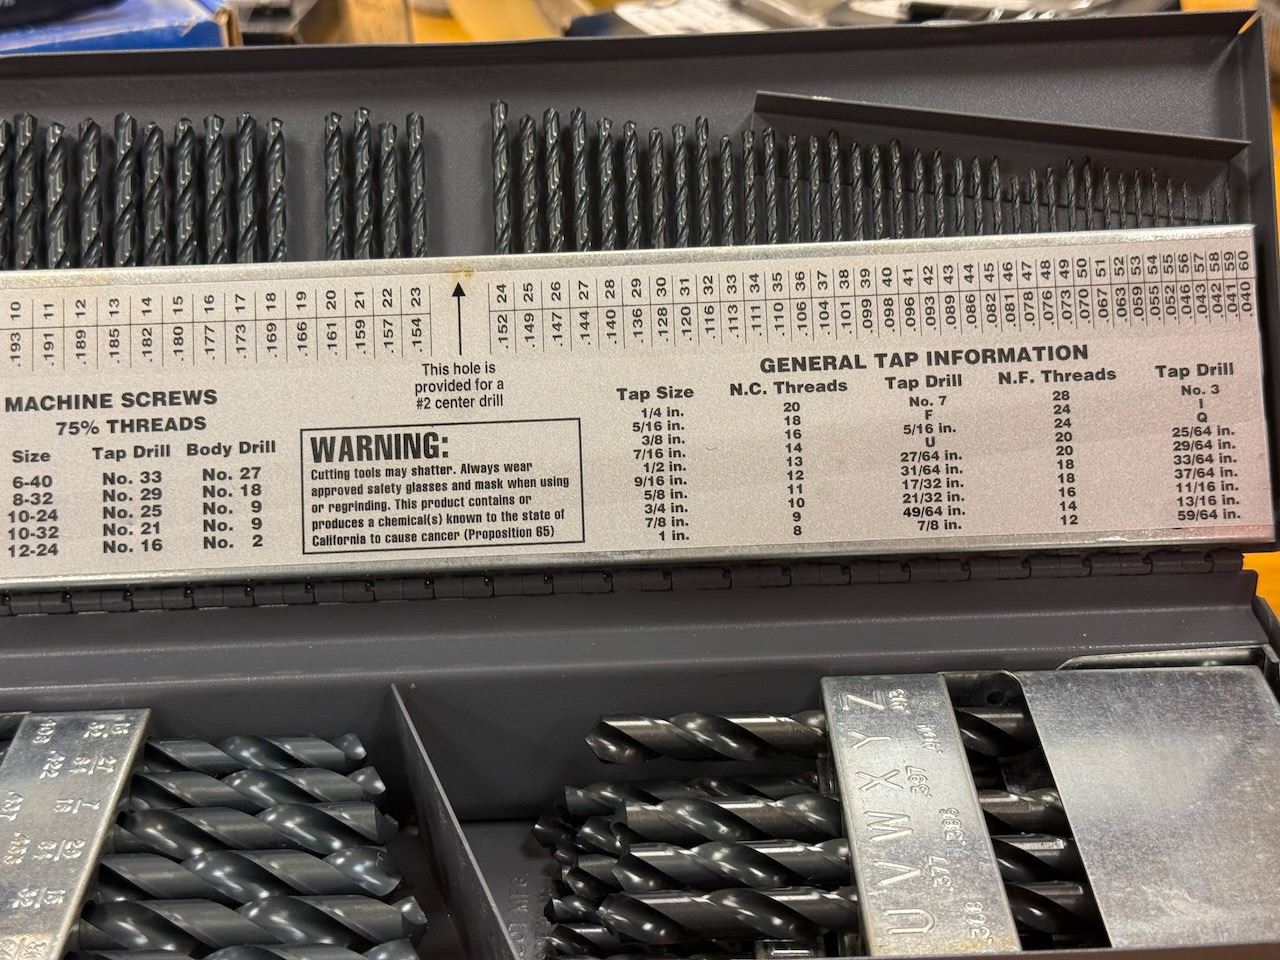 10 11 12 13 14 15 16 17 18 19 20 21 22 23 24 25 26 27 28 29 30 31 32 33 34 35 36 37 38 39 40 41 42 43 44 45 46 47 48 49 50 51 52 53 54 55 56 57 58 59 60
.193 .191 .189 .185 .182 .180 .177 .173 .169 .166 .161 .159 .157 .154 .152 .149 .147 .144 .140 .136 .128 .120 .116 .113 .111 .110 .106 .104 .101 .099 .098 .096 .093 .089 .086 .082 .081 .078 .076 .073 .070 .067 .063 .059 .055 .052 .046 .043 .042 .041 .040
This hole is
provided for a
#2 center drill
MACHINE SCREWS
75% THREADS
Size Tap Drill Body Drill
6-40 No. 33 No. 27
8-32 No. 29 No. 18
10-24 No. 25 No. 9
10-32 No. 21 No. 9
12-24 No. 16 No. 2
WARNING:
Cutting tools may shatter. Always wear
approved safety glasses and mask when using
or regrinding. This product contains or
produces a chemical(s) known to the state of
California to cause cancer (Proposition 65)
GENERAL TAP INFORMATION
Tap Size N.C. Threads Tap Drill N.F. Threads Tap Drill
1/4 in. 20 No. 7 28 No. 3
5/16 in. 18 F 24 I
3/8 in. 16 5/16 in. 24 Q
7/16 in. 14 U 20 25/64 in.
1/2 in. 13 27/64 in. 20 29/64 in.
9/16 in. 12 31/64 in. 18 33/64 in.
5/8 in. 11 17/32 in. 18 37/64 in.
3/4 in. 10 21/32 in. 16 11/16 in.
7/8 in. 9 49/64 in. 14 13/16 in.
1 in. 8 7/8 in. 12 59/64 in.
U V W X Y Z
.368 .377 .386 .397